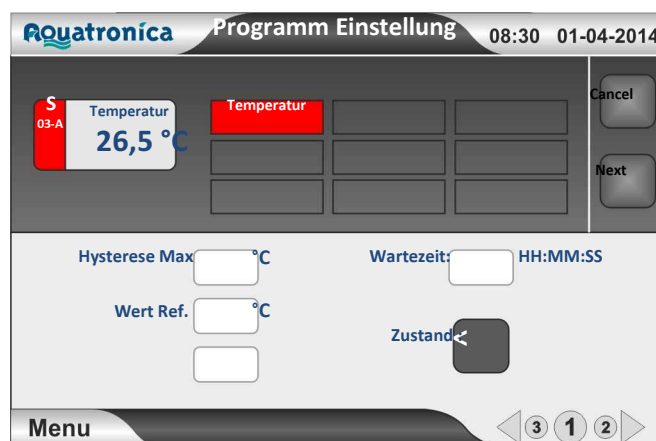 Aquatronica Programm Einstellung 08:30 01-04-2014
Cancel
S
03-A
Temperatur
26,5 °C
Temperatur
Next
Hysterese Max °C
Wartezeit: HH:MM:SS
Wert Ref. °C
Zustand <
Menu
3 1 2